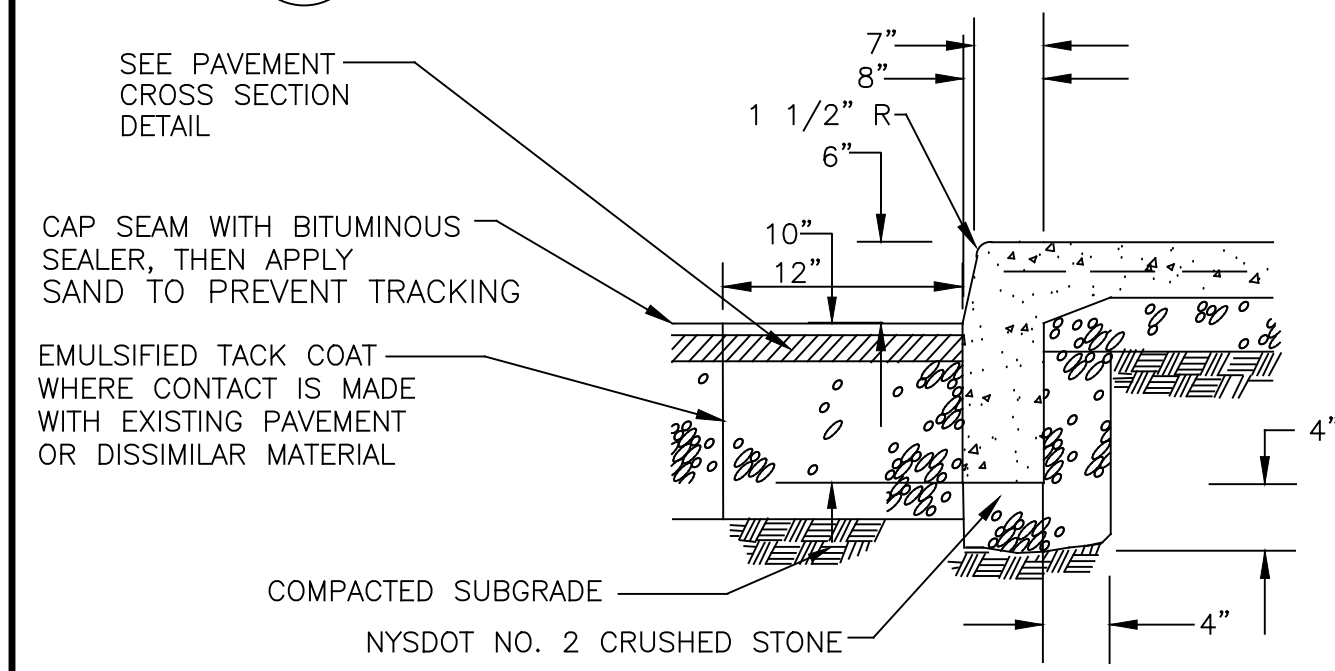 SEE PAVEMENT
CROSS SECTION
DETAIL
7”
8”
1 1/2” R
6”
CAP SEAM WITH BITUMINOUS
SEALER, THEN APPLY
SAND TO PREVENT TRACKING
10”
12”
EMULSIFIED TACK COAT
WHERE CONTACT IS MADE
WITH EXISTING PAVEMENT
OR DISSIMILAR MATERIAL
4”
COMPACTED SUBGRADE
NYSDOT NO. 2 CRUSHED STONE
4”